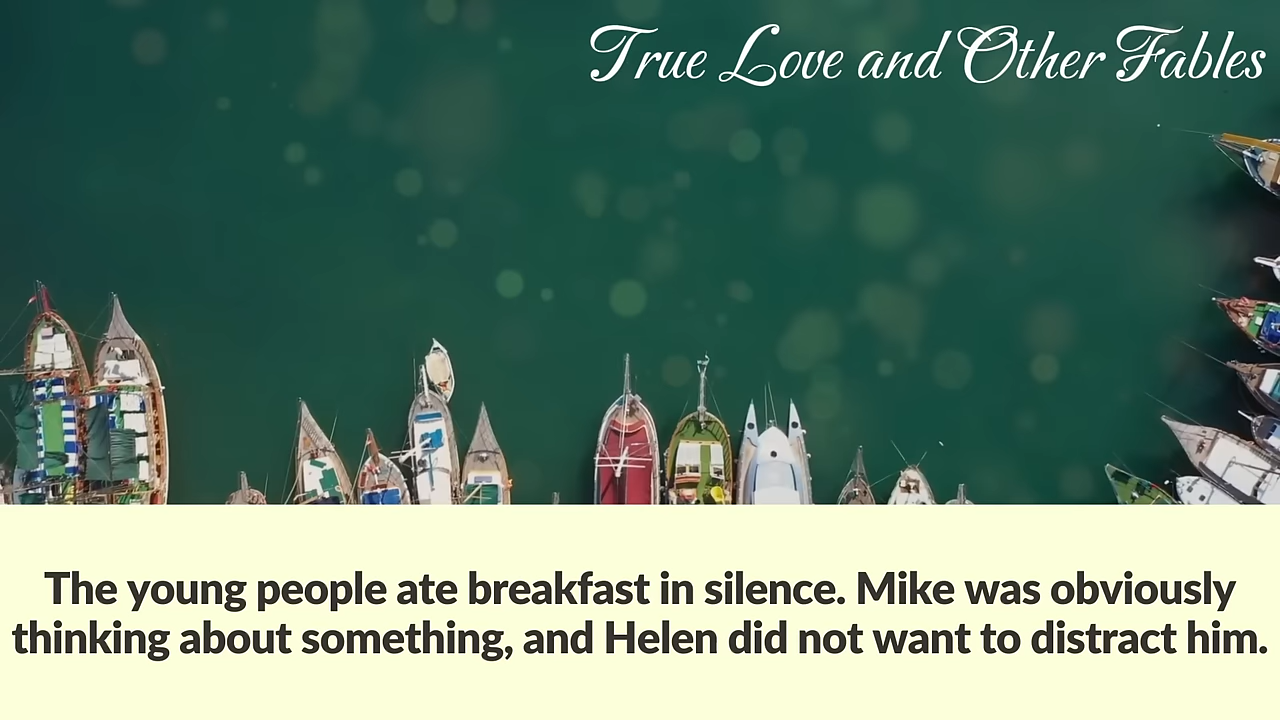 True Love and Other Fables
The young people ate breakfast in silence. Mike was obviously
thinking about something, and Helen did not want to distract him.